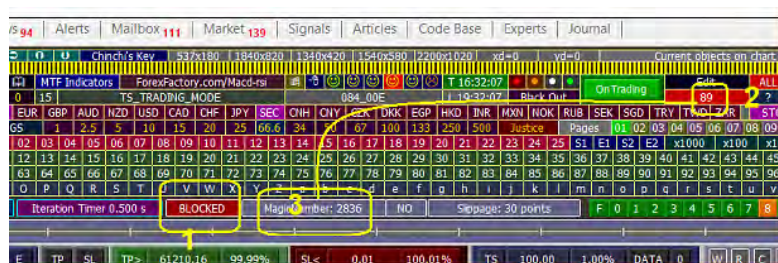 s 94 | Alerts | Mailbox 111 | Market 139 | Signals | Articles | Code Base | Experts | Journal |
Chinchi's Key 537x180 1840x820 1340x420 1540x580 2200x1020 xd=0 yd=0 Current objects on chart
MTF Indicators ForexFactory.com/Macd-rsi T 16:32:07 On Trading Edit ALL
0 15 TS_TRADING_MODE 084_00E L 19:32:07 Black Out 89 2 ?
EUR GBP AUD NZD USD CAD CHF JPY SEC CNH CNY CZK DKK EGP HKD INR MXN NOK RUB SEK SGD TRY TWD ZAR
GS 1 2.5 5 10 15 20 25 66.6 34 50 67 100 133 250 500 Justice Pages 01 02 03 04 05 06 07 08 09
02 03 04 05 06 07 08 09 10 11 12 13 14 15 16 17 18 19 20 21 22 23 24 25 S1 E1 S2 E2 x1000 x100
12 13 14 15 16 17 18 19 20 21 22 23 24 25 26 27 28 29 30 31 32 33 34 35 36 37 38 39 40 41 42 43 44 45
63 64 65 66 67 68 69 70 71 72 73 74 75 76 77 78 79 80 81 82 83 84 85 86 87 88 89 90 91 92 93 94 95 96
O P Q R S T U V W X Y Z a b c d e f g h i j k l m n o p q r s t u v
Iteration Timer 0.500 s BLOCKED Magic Number: 2836 NO Slippage: 30 points F 0 1 2 3 4 5 6 7 8
1 3
E TP SL TP> 61210.16 99.99% SL< 0.01 100.01% TS 100.00 1.00% DATA 0 W R C